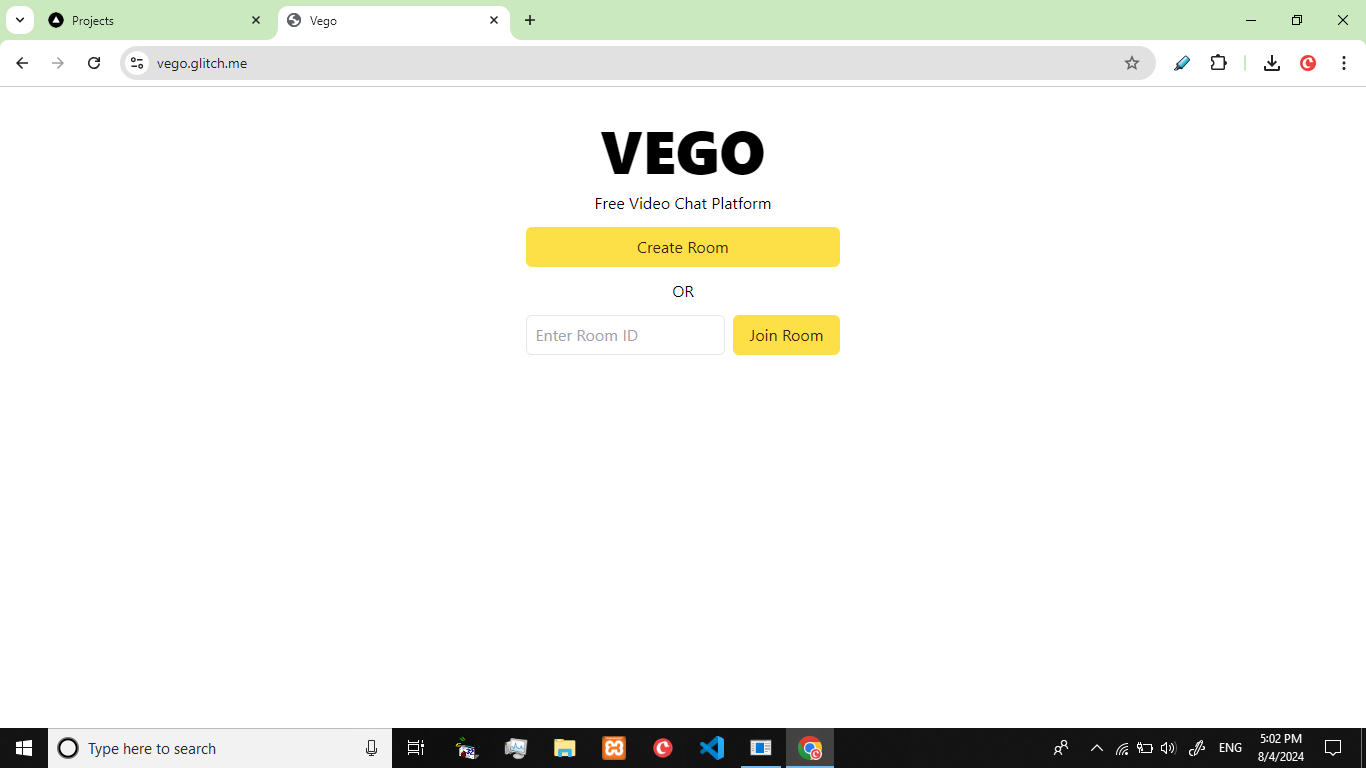 Projects
Vego
vego.glitch.me
VEGO
Free Video Chat Platform
Create Room
OR
Enter Room ID
Join Room
Type here to search
ENG
5:02 PM
8/4/2024